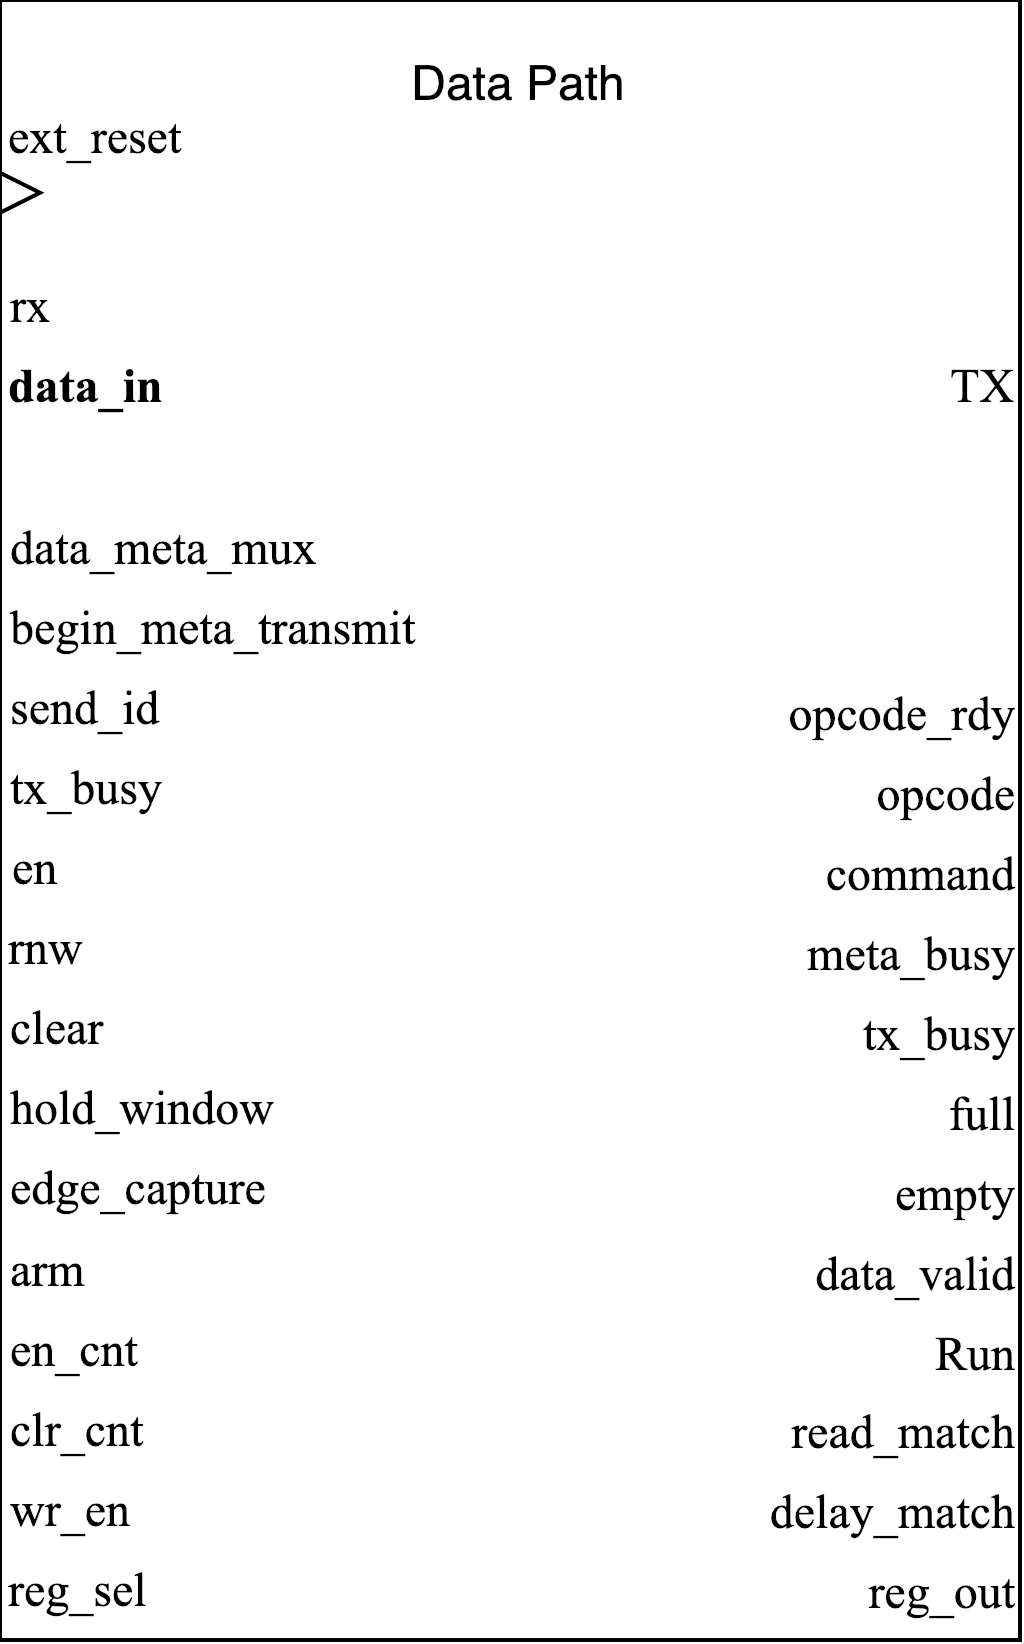 Data Path
ext_reset
rx
data_in
TX
data_meta_mux
begin_meta_transmit
send_id
opcode_rdy
tx_busy
opcode
en
command
rnw
meta_busy
clear
tx_busy
hold_window
full
edge_capture
empty
arm
data_valid
en_cnt
Run
clr_cnt
read_match
wr_en
delay_match
reg_sel
reg_out